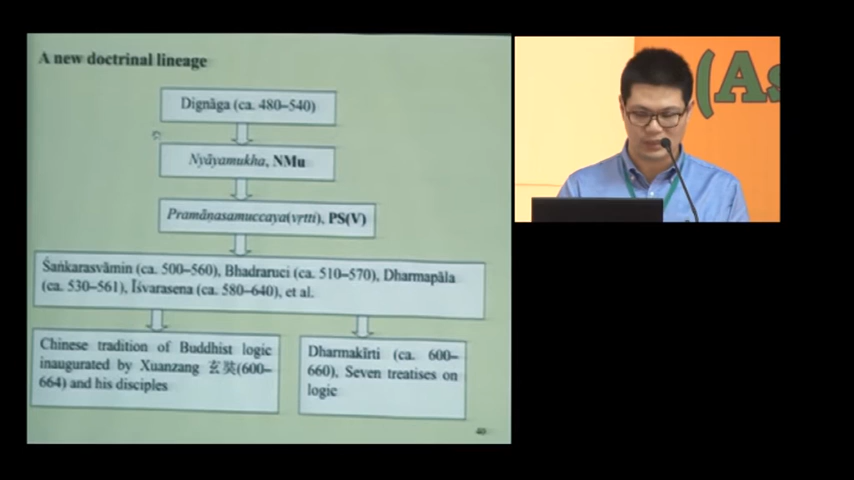 A new doctrinal lineage
Dignāga (ca. 480–540)
Nyāyamukha, NMu
Pramāṇasamuccaya(vṛtti), PS(V)
Śaṅkarasvāmin (ca. 500–560), Bhadraruci (ca. 510–570), Dharmapāla
(ca. 530–561), Īśvarasena (ca. 580–640), et al.
Chinese tradition of Buddhist logic
inaugurated by Xuanzang 玄奘(600–
664) and his disciples
Dharmakīrti (ca. 600–
660), Seven treatises on
logic
40
(As